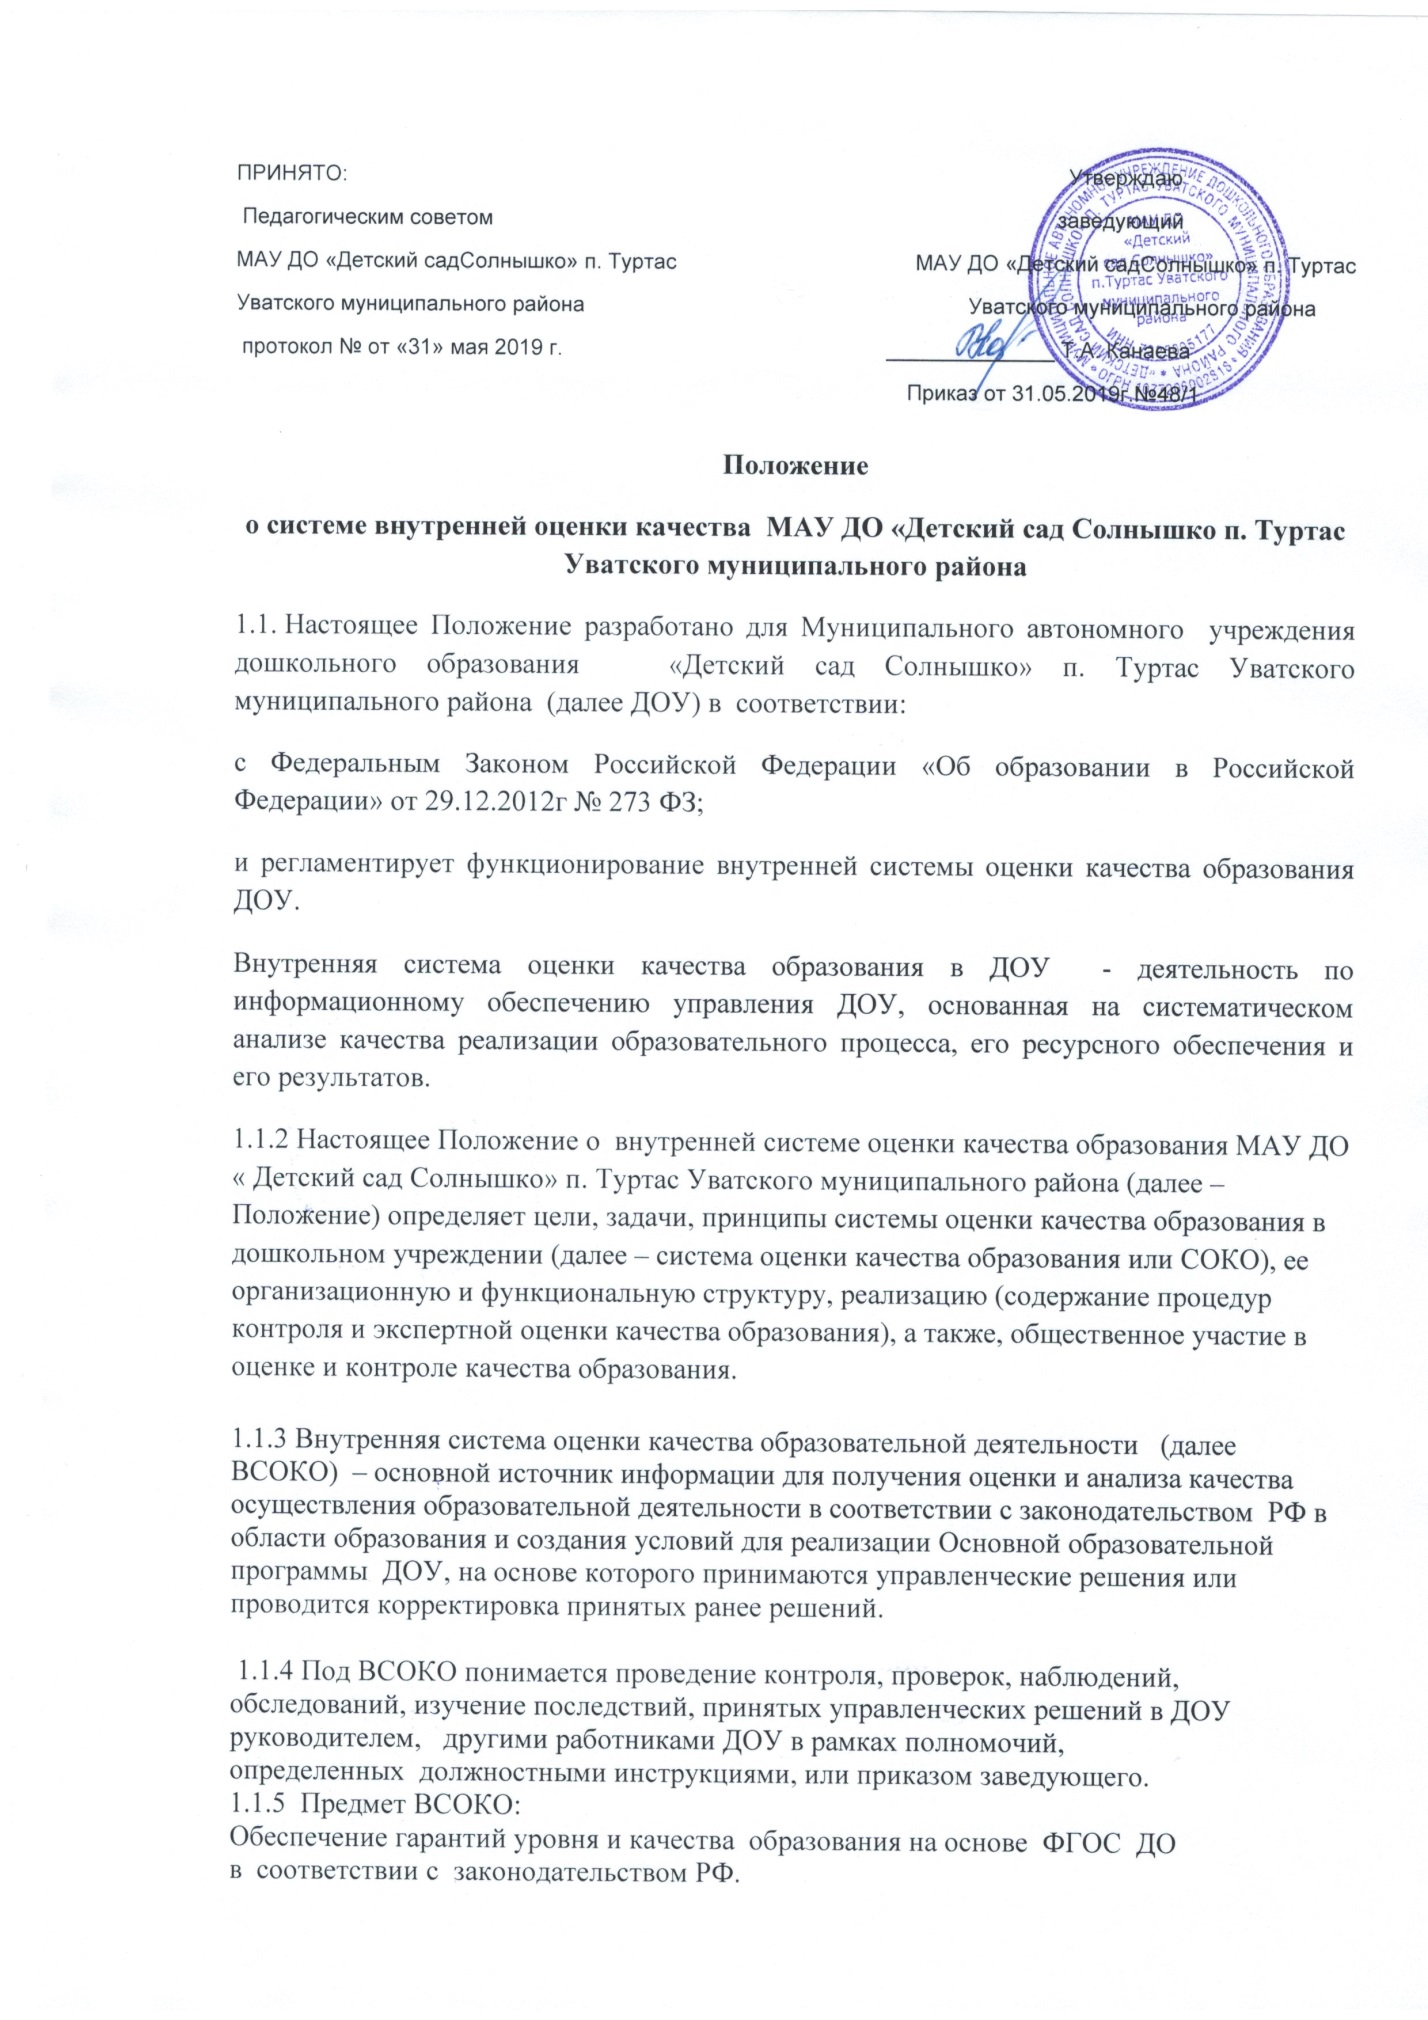 ПРИНЯТО:
Педагогическим советом
МАУ ДО «Детский садСолнышко» п. Туртас
Уватского муниципального района
протокол № от «31» мая 2019 г.
Утверждаю
заведующий
МАУ ДО «Детский садСолнышко» п. Туртас
Уватского муниципального района
Т.А. Канаева
Приказ от 31.05.2019г.№48/1
МАУ ДО
«Детский
сад Солнышко»
п.Туртас Уватского
муниципального
района
Положение
о системе внутренней оценки качества  МАУ ДО «Детский сад Солнышко п. Туртас
Уватского муниципального района
1.1. Настоящее Положение разработано для Муниципального автономного  учреждения
дошкольного образования  «Детский сад Солнышко» п. Туртас Уватского
муниципального района  (далее ДОУ) в  соответствии:
с Федеральным Законом Российской Федерации «Об образовании в Российской
Федерации» от 29.12.2012г № 273 ФЗ;
и регламентирует функционирование внутренней системы оценки качества образования
ДОУ.
Внутренняя система оценки качества образования в ДОУ  - деятельность по
информационному обеспечению управления ДОУ, основанная на систематическом
анализе качества реализации образовательного процесса, его ресурсного обеспечения и
его результатов.
1.1.2 Настоящее Положение о  внутренней системе оценки качества образования МАУ ДО
« Детский сад Солнышко» п. Туртас Уватского муниципального района (далее –
Положение) определяет цели, задачи, принципы системы оценки качества образования в
дошкольном учреждении (далее – система оценки качества образования или СОКО), ее
организационную и функциональную структуру, реализацию (содержание процедур
контроля и экспертной оценки качества образования), а также, общественное участие в
оценке и контроле качества образования.
1.1.3 Внутренняя система оценки качества образовательной деятельности   (далее
ВСОКО)  – основной источник информации для получения оценки и анализа качества
осуществления образовательной деятельности в соответствии с законодательством  РФ в
области образования и создания условий для реализации Основной образовательной
программы  ДОУ, на основе которого принимаются управленческие решения или
проводится корректировка принятых ранее решений.
1.1.4 Под ВСОКО понимается проведение контроля, проверок, наблюдений,
обследований, изучение последствий, принятых управленческих решений в ДОУ
руководителем,   другими работниками ДОУ в рамках полномочий,
определенных  должностными инструкциями, или приказом заведующего.
1.1.5  Предмет ВСОКО:
Обеспечение гарантий уровня и качества  образования на основе  ФГОС  ДО
в  соответствии с  законодательством РФ.